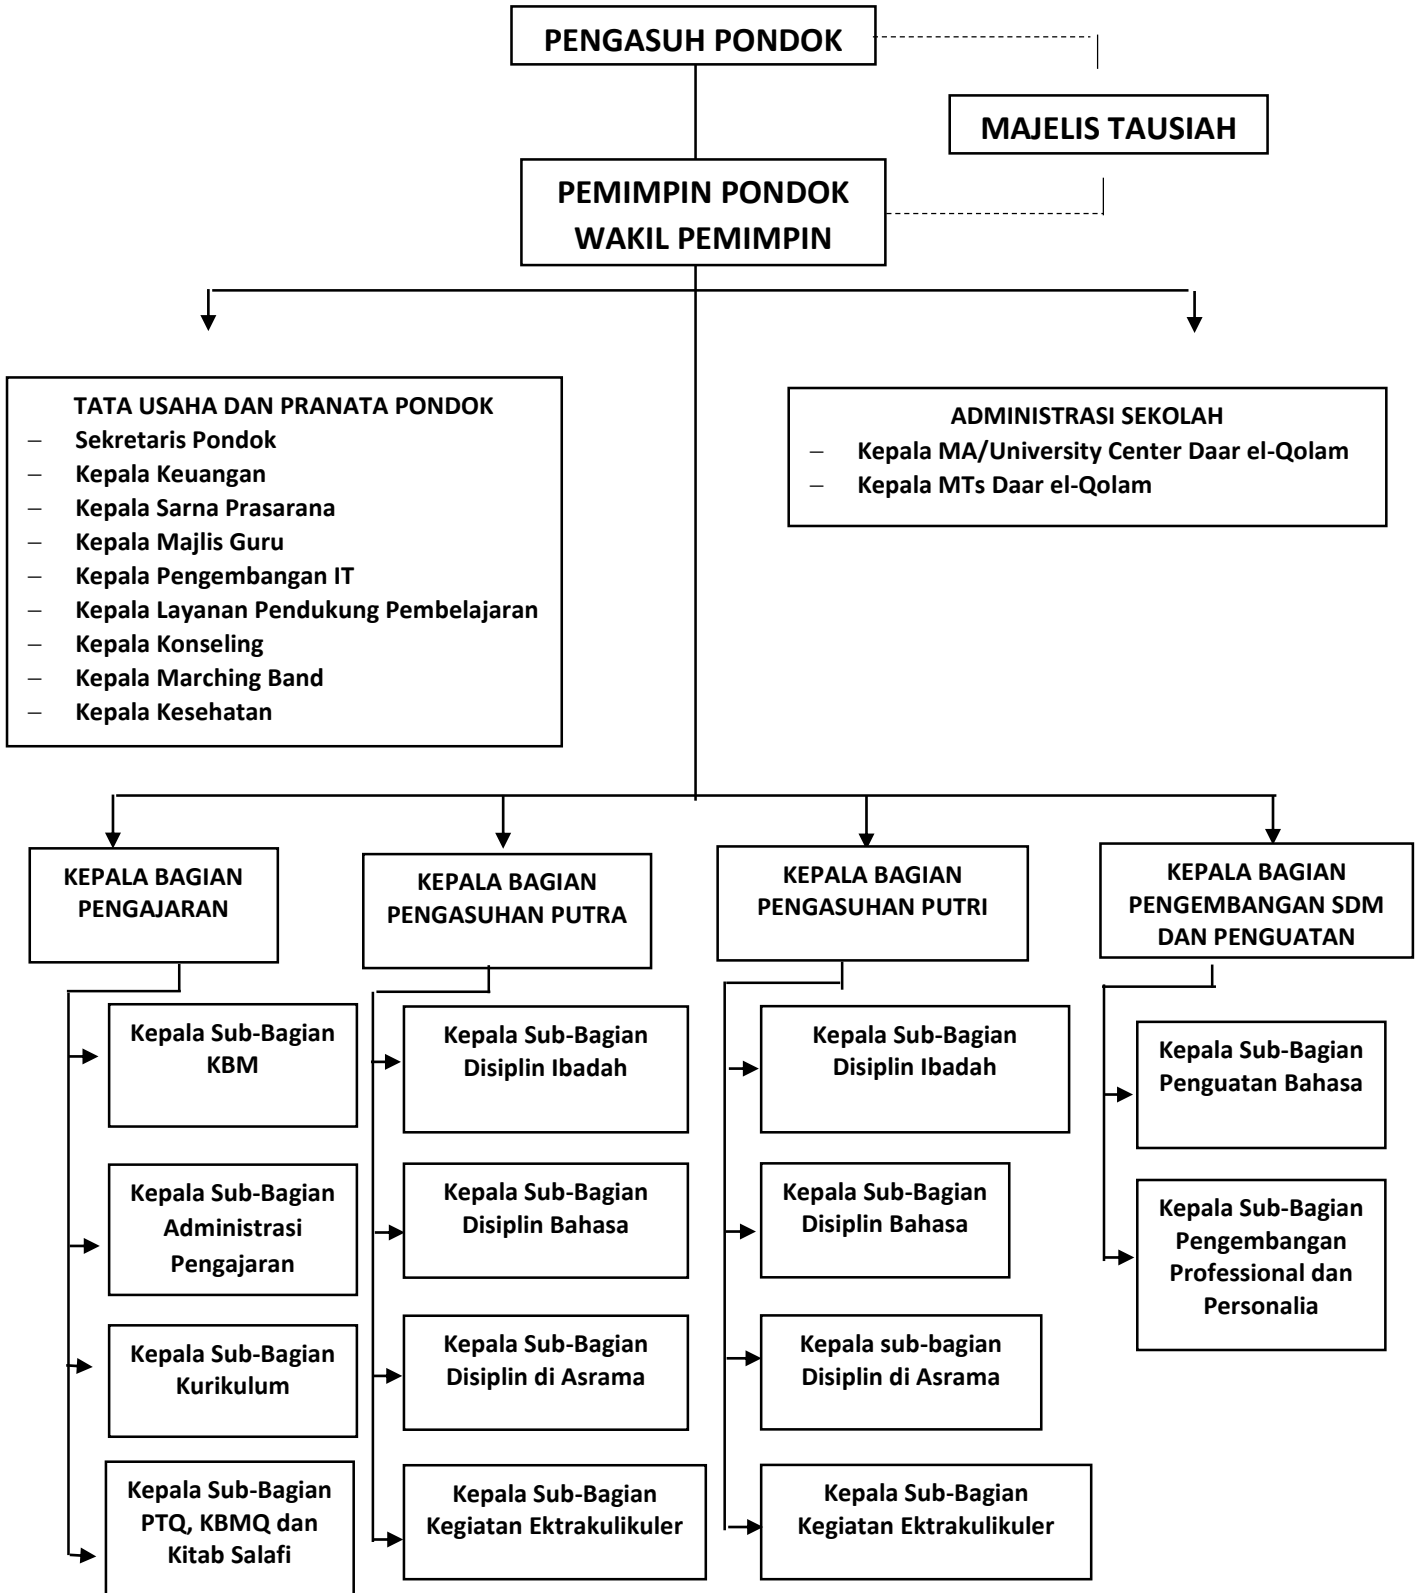 PENGASUH PONDOK
MAJELIS TAUSIAH
PEMIMPIN PONDOK
WAKIL PEMIMPIN
TATA USAHA DAN PRANATA PONDOK
– Sekretaris Pondok
– Kepala Keuangan
– Kepala Sarna Prasarana
– Kepala Majlis Guru
– Kepala Pengembangan IT
– Kepala Layanan Pendukung Pembelajaran
– Kepala Konseling
– Kepala Marching Band
– Kepala Kesehatan
ADMINISTRASI SEKOLAH
– Kepala MA/University Center Daar el-Qolam
– Kepala MTs Daar el-Qolam
KEPALA BAGIAN
PENGAJARAN
KEPALA BAGIAN
PENGASUHAN PUTRA
KEPALA BAGIAN
PENGASUHAN PUTRI
KEPALA BAGIAN
PENGEMBANGAN SDM
DAN PENGUATAN
Kepala Sub-Bagian
KBM
Kepala Sub-Bagian
Administrasi
Pengajaran
Kepala Sub-Bagian
Kurikulum
Kepala Sub-Bagian
PTQ, KBMQ dan
Kitab Salafi
Kepala Sub-Bagian
Disiplin Ibadah
Kepala Sub-Bagian
Disiplin Bahasa
Kepala Sub-Bagian
Disiplin di Asrama
Kepala Sub-Bagian
Kegiatan Ektrakulikuler
Kepala Sub-Bagian
Disiplin Ibadah
Kepala Sub-Bagian
Disiplin Bahasa
Kepala sub-bagian
Disiplin di Asrama
Kepala Sub-Bagian
Kegiatan Ektrakulikuler
Kepala Sub-Bagian
Penguatan Bahasa
Kepala Sub-Bagian
Pengembangan
Professional dan
Personalia